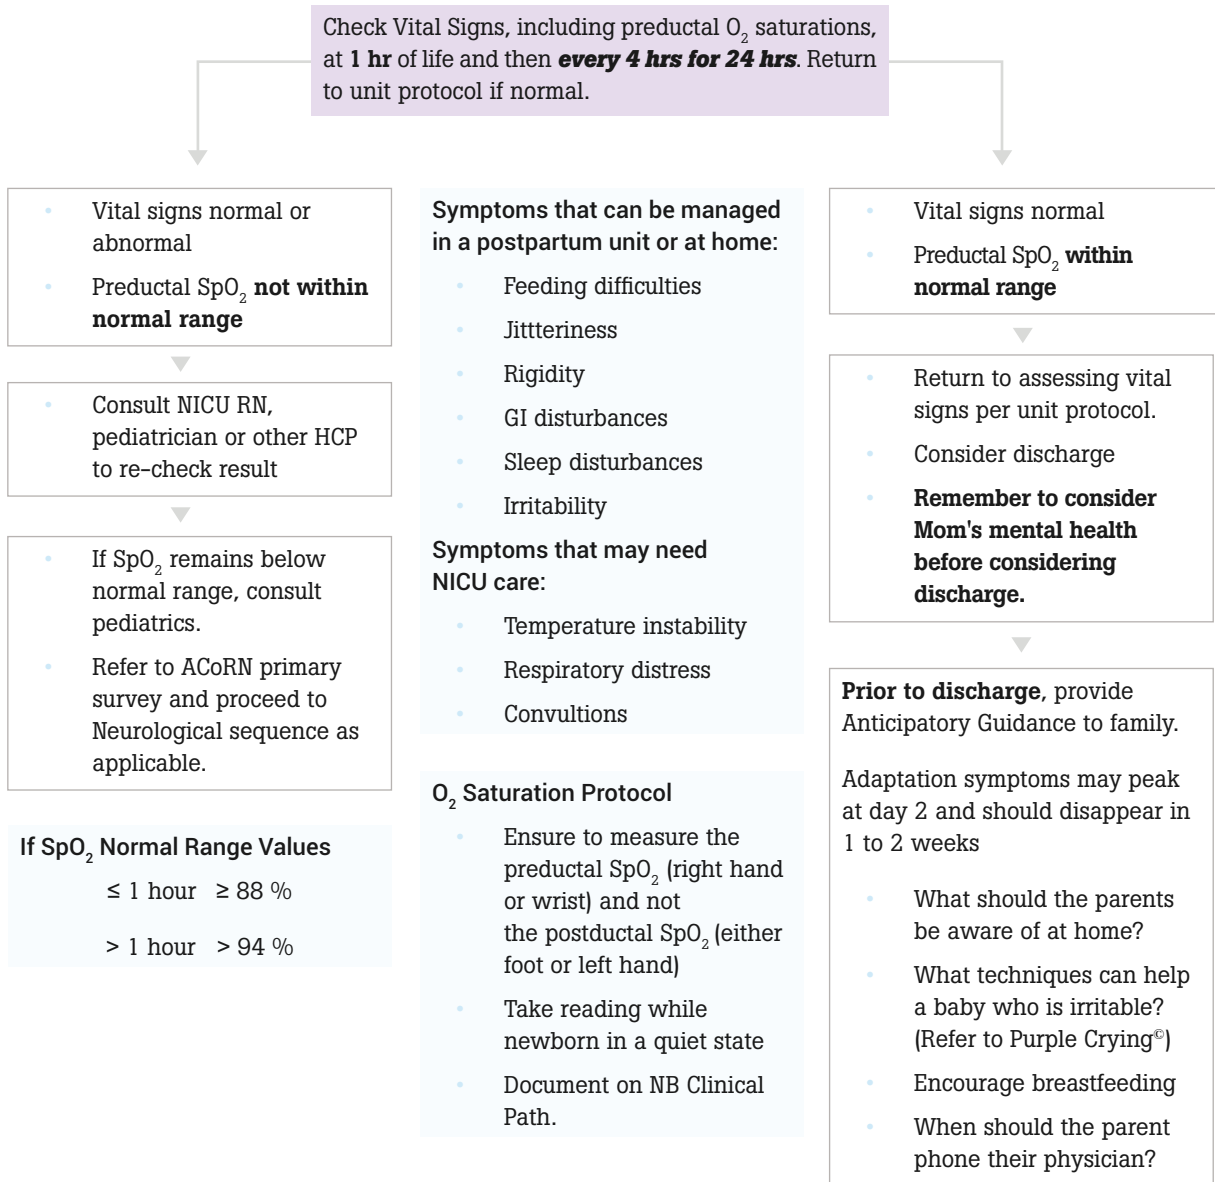 Check Vital Signs, including preductal O₂ saturations,
at 1 hr of life and then every 4 hrs for 24 hrs. Return
to unit protocol if normal.
• Vital signs normal or
abnormal
• Preductal SpO₂ not within
normal range
• Consult NICU RN,
pediatrician or other HCP
to re-check result
• If SpO₂ remains below
normal range, consult
pediatrics.
• Refer to ACoRN primary
survey and proceed to
Neurological sequence as
applicable.
If SpO₂ Normal Range Values
≤ 1 hour ≥ 88 %
> 1 hour > 94 %
Symptoms that can be managed
in a postpartum unit or at home:
• Feeding difficulties
• Jittteriness
• Rigidity
• GI disturbances
• Sleep disturbances
• Irritability
Symptoms that may need
NICU care:
• Temperature instability
• Respiratory distress
• Convultions
O₂ Saturation Protocol
• Ensure to measure the
preductal SpO₂ (right hand
or wrist) and not
the postductal SpO₂ (either
foot or left hand)
• Take reading while
newborn in a quiet state
• Document on NB Clinical
Path.
• Vital signs normal
• Preductal SpO₂ within
normal range
• Return to assessing vital
signs per unit protocol.
• Consider discharge
• Remember to consider
Mom's mental health
before considering
discharge.
Prior to discharge, provide
Anticipatory Guidance to family.
Adaptation symptoms may peak
at day 2 and should disappear in
1 to 2 weeks
• What should the parents
be aware of at home?
• What techniques can help
a baby who is irritable?
(Refer to Purple Crying©)
• Encourage breastfeeding
• When should the parent
phone their physician?